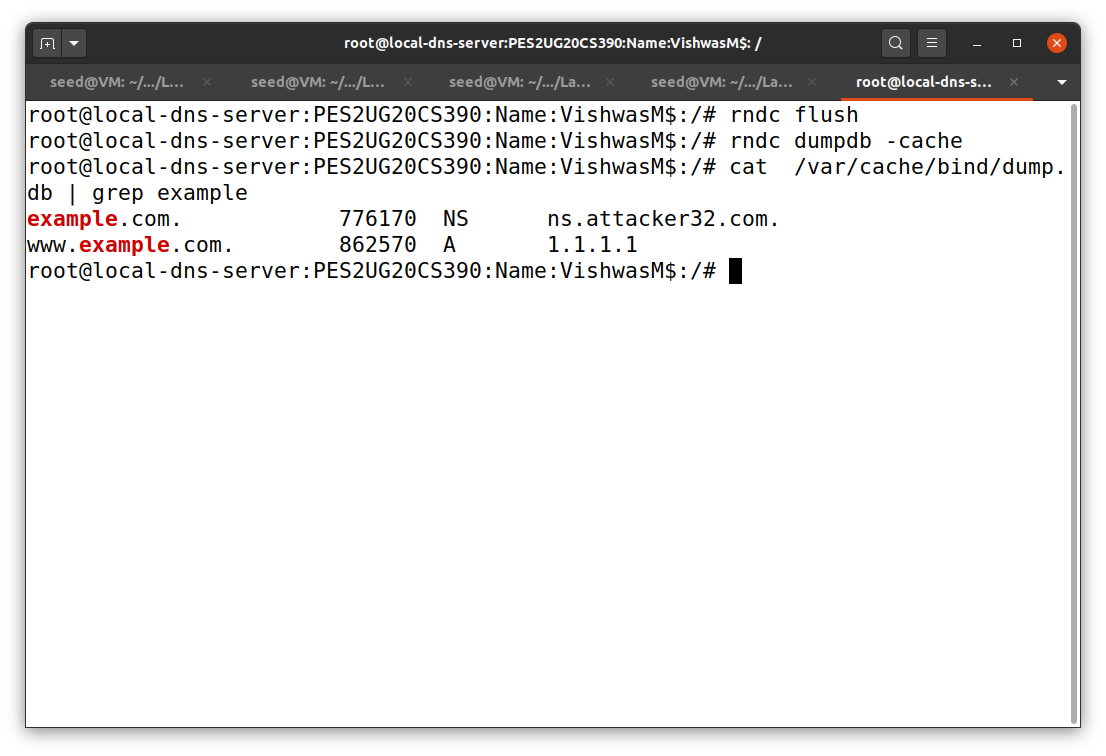 root@local-dns-server:PES2UG20CS390:Name:VishwasM$: /
seed@VM: ~/.../L... seed@VM: ~/.../L... seed@VM: ~/.../La... seed@VM: ~/.../La... root@local-dns-s...
root@local-dns-server:PES2UG20CS390:Name:VishwasM$:/# rndc flush
root@local-dns-server:PES2UG20CS390:Name:VishwasM$:/# rndc dumpdb -cache
root@local-dns-server:PES2UG20CS390:Name:VishwasM$:/# cat  /var/cache/bind/dump.
db | grep example
example.com.            776170  NS      ns.attacker32.com.
www.example.com.        862570  A       1.1.1.1
root@local-dns-server:PES2UG20CS390:Name:VishwasM$:/#